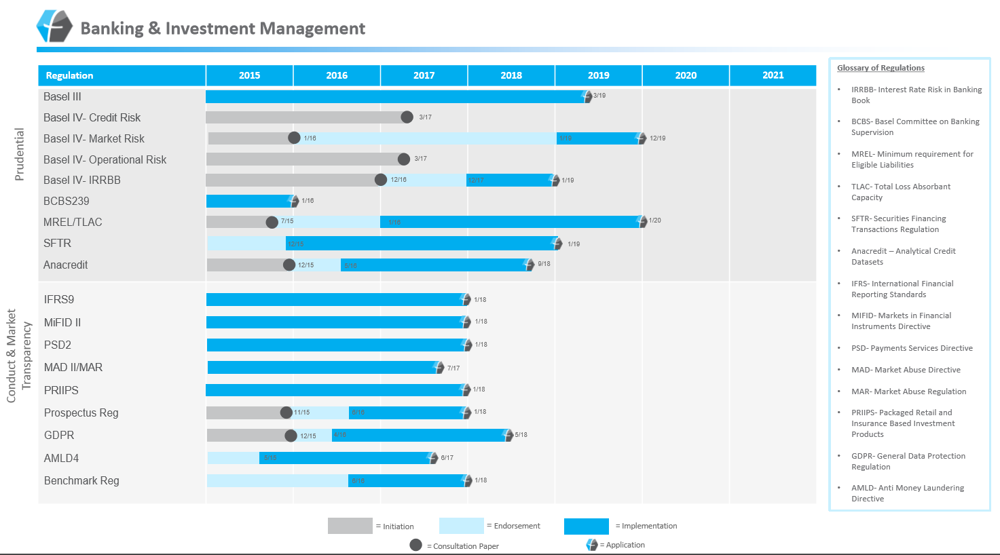 Banking & Investment Management
Regulation 2015 2016 2017 2018 2019 2020 2021
Prudential
Basel III 3/19
Basel IV- Credit Risk 3/17
Basel IV- Market Risk 1/16 1/19 12/19
Basel IV- Operational Risk 3/17
Basel IV- IRRBB 12/16 12/17 1/19
BCBS239 1/16
MREL/TLAC 7/15 1/20
SFTR 12/15 1/19
Anacredit 12/15 9/18
Conduct & Market
Transparency
IFRS9 1/18
MiFID II 1/18
PSD2 1/18
MAD II/MAR 7/17
PRIIPS 1/18
Prospectus Reg 11/15 1/18
GDPR 12/15 4/16 5/18
AMLD4 6/17
Benchmark Reg 1/18
Glossary of Regulations
• IRRBB- Interest Rate Risk in Banking
Book
• BCBS- Basel Committee on Banking
Supervision
• MREL- Minimum requirement for
Eligible Liabilities
• TLAC- Total Loss Absorbant
Capacity
• SFTR- Securities Financing
Transactions Regulation
• Anacredit – Analytical Credit
Datasets
• IFRS- International Financial
Reporting Standards
• MIFID- Markets in Financial
Instruments Directive
• PSD- Payments Services Directive
• MAD- Market Abuse Directive
• MAR- Market Abuse Regulation
• PRIIPS- Packaged Retail and
Insurance Based Investment
Products
• GDPR- General Data Protection
Regulation
• AMLD- Anti Money Laundering
Directive
= Initiation = Endorsement = Implementation
= Consultation Paper = Application